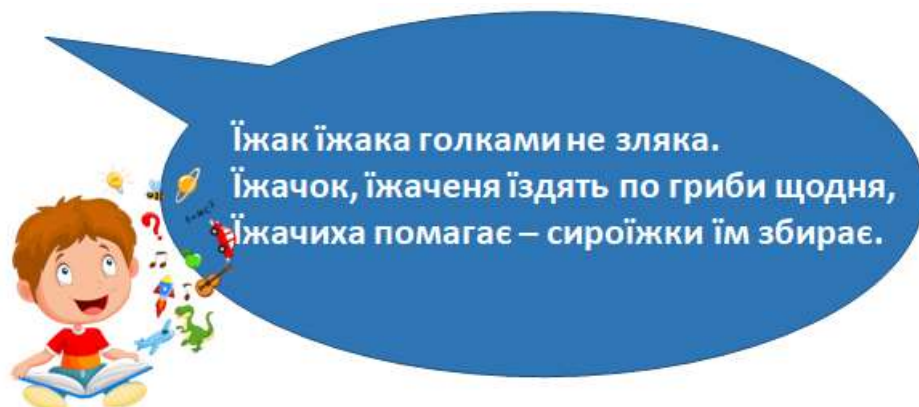 Їжак їжака голками не зляка.
Їжачок, їжаченя їздять по гриби щодня,
Їжачиха помагає – сироїжки їм збирає.